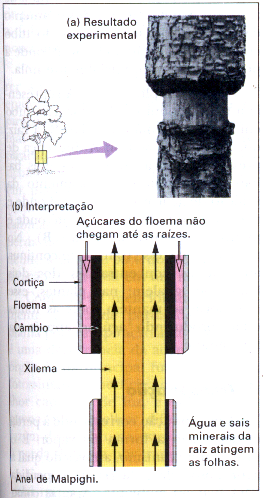 (a) Resultado
experimental
(b) Interpretação
Açúcares do floema não
chegam até as raízes.
Cortiça
Floema
Câmbio
Xilema
Água e sais
minerais da
raiz atingem
as folhas.
Anel de Malpighi.